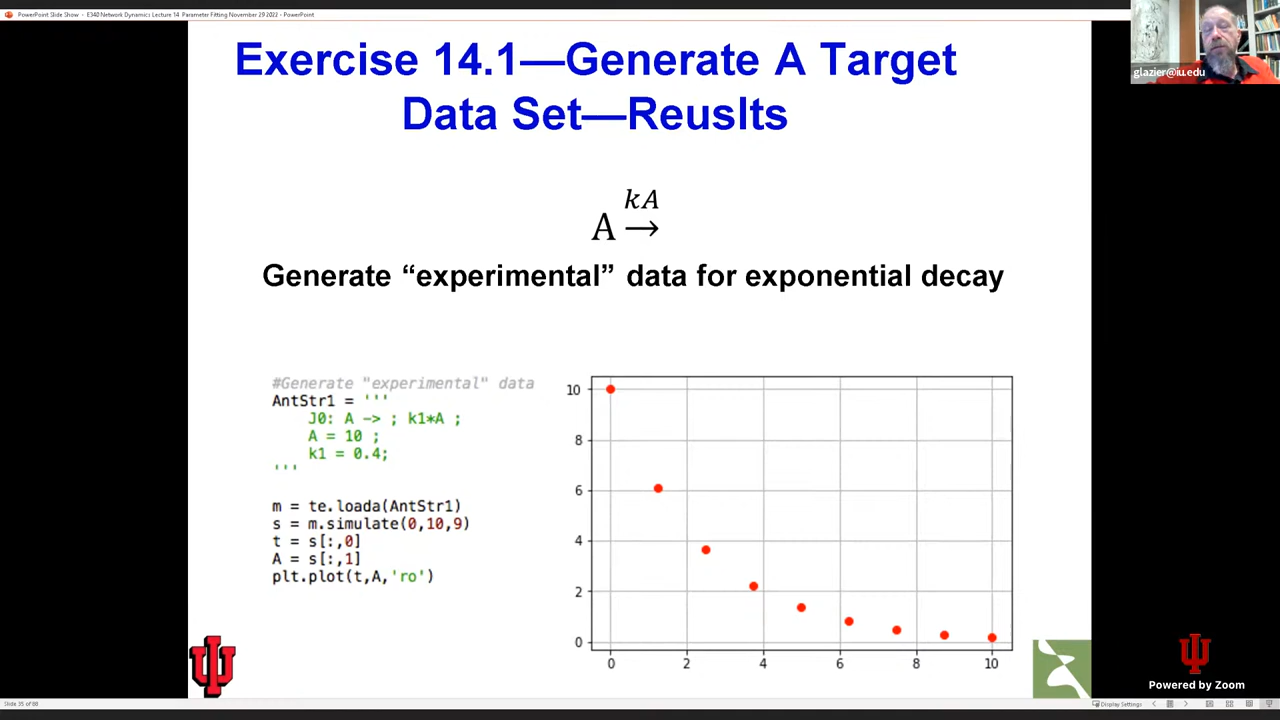 PowerPoint Slide Show - E340 Network Dynamics Lecture 14 Parameter Fitting November 29 2022 - PowerPoint
glazier@iu.edu
Exercise 14.1—Generate A Target
Data Set—Reuslts
kA
A →
Generate “experimental” data for exponential decay
#Generate "experimental" data
AntStr1 = '''
J0: A -> ; k1*A ;
A = 10 ;
k1 = 0.4;
'''
m = te.loada(AntStr1)
s = m.simulate(0,10,9)
t = s[:,0]
A = s[:,1]
plt.plot(t,A,'ro')
10
8
6
4
2
0
0 2 4 6 8 10
Powered by Zoom
Slide 35 of 88
Display Settings